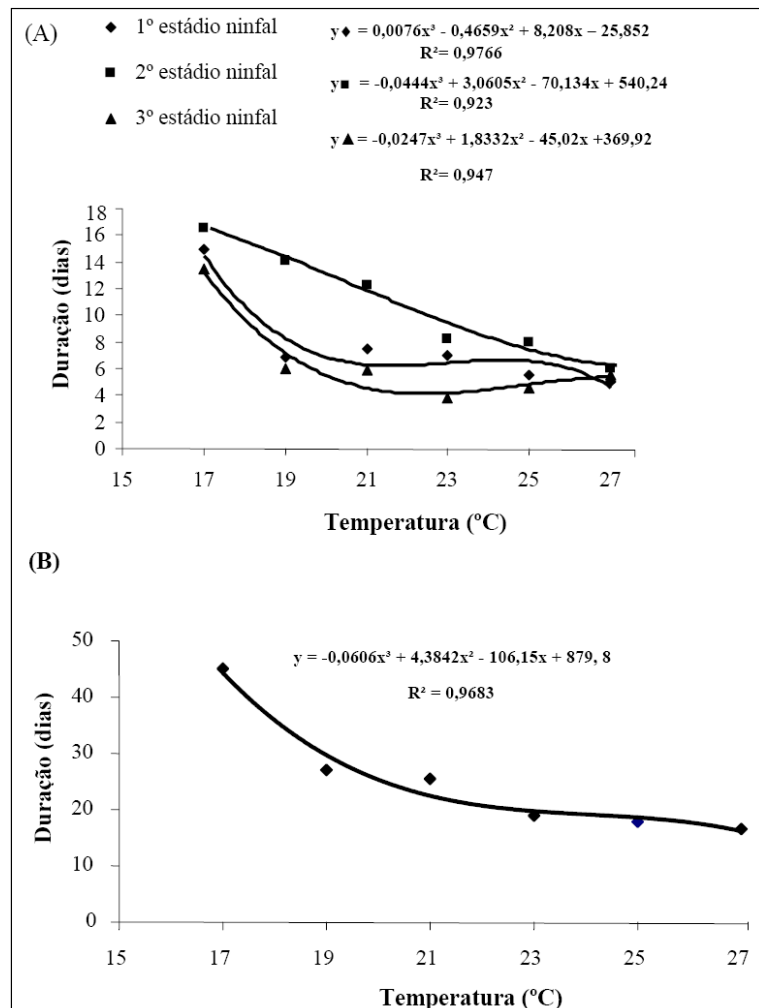 (A)
1º estádio ninfal
2º estádio ninfal
3º estádio ninfal
y♦ = 0,0076x³ - 0,4659x² + 8,208x – 25,852
R²= 0,9766
y■ = -0,0444x³ + 3,0605x² - 70,134x + 540,24
R²= 0,923
y▲= -0,0247x³ + 1,8332x² - 45,02x +369,92
R²= 0,947
Duração (dias)
18
16
14
12
10
8
6
4
2
0
15 17 19 21 23 25 27
Temperatura (ºC)
(B)
y = -0,0606x³ + 4,3842x² - 106,15x + 879, 8
R² = 0,9683
Duração (dias)
50
40
30
20
10
0
15 17 19 21 23 25 27
Temperatura (ºC)